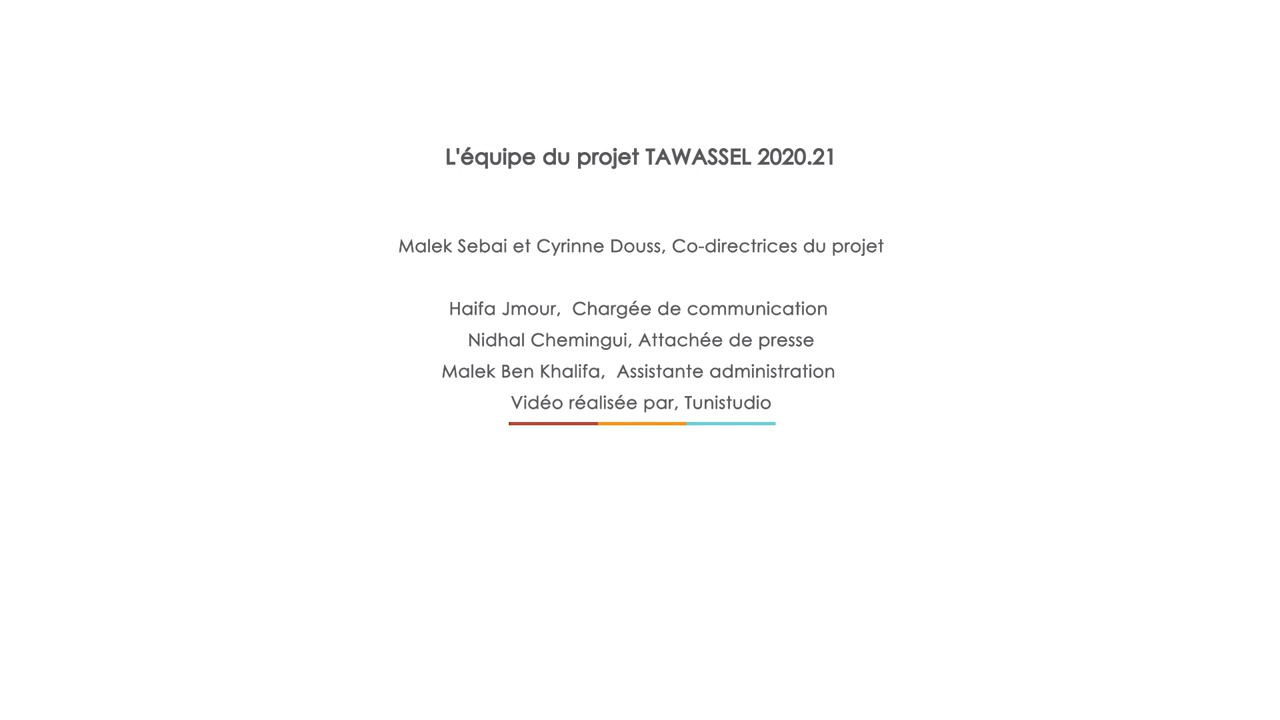 L'équipe du projet TAWASSEL 2020.21
Malek Sebai et Cyrinne Douss, Co-directrices du projet
Haifa Jmour,  Chargée de communication
Nidhal Chemingui, Attachée de presse
Malek Ben Khalifa,  Assistante administration
Vidéo réalisée par, Tunistudio